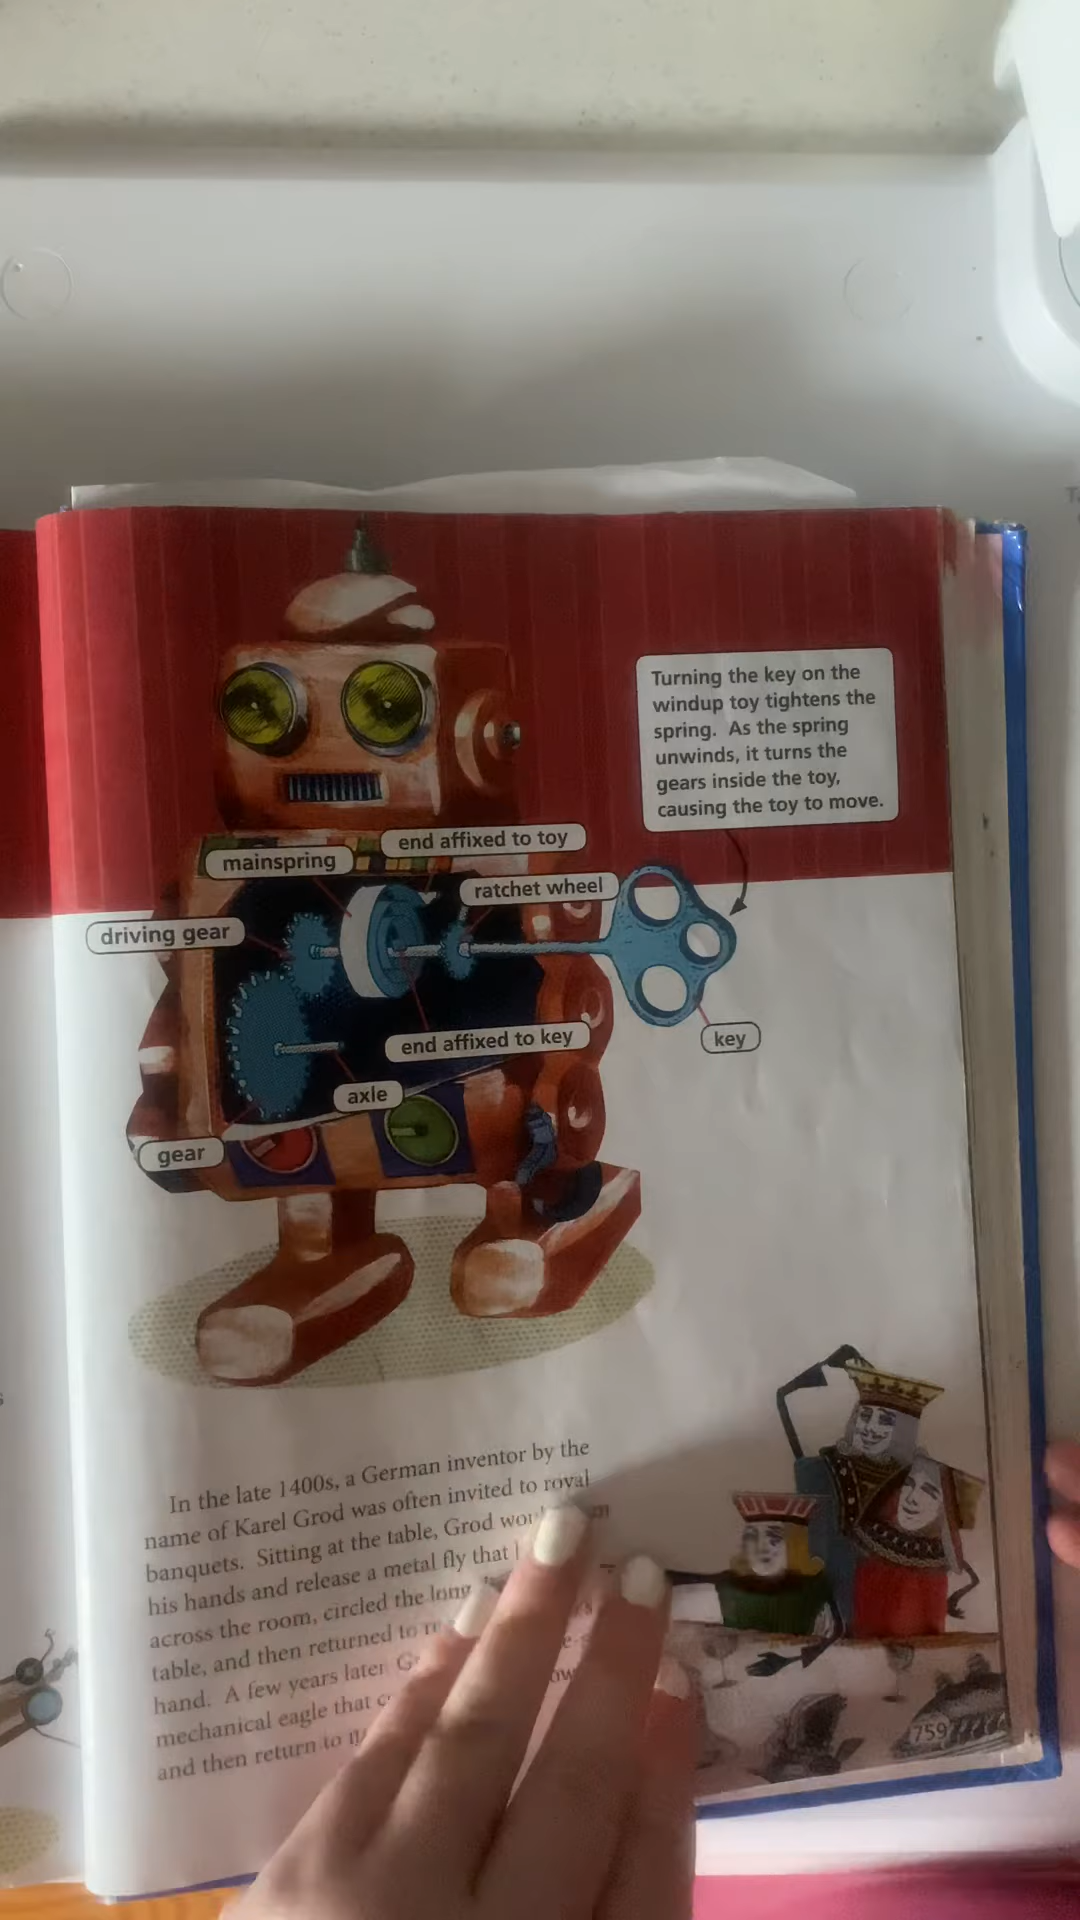 Turning the key on the
windup toy tightens the
spring. As the spring
unwinds, it turns the
gears inside the toy,
causing the toy to move.
end affixed to toy
mainspring
ratchet wheel
driving gear
end affixed to key
key
axle
gear
In the late 1400s, a German inventor by the
name of Karel Grod was often invited to royal
banquets. Sitting at the table, Grod
his hands and release a metal fly that
across the room, circled the long
table, and then returned to
hand. A few years later
mechanical eagle that
and then return to
759